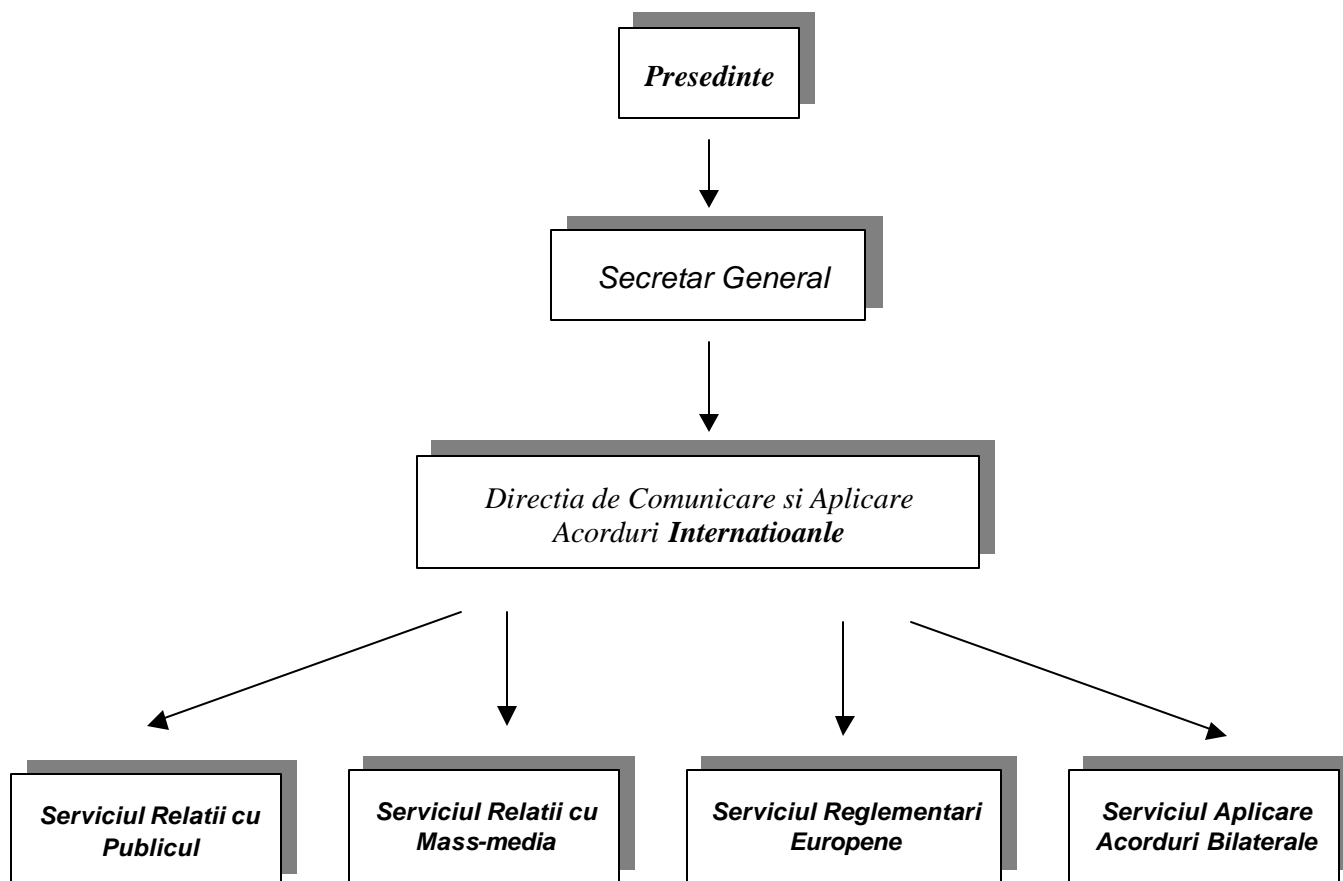 Presedinte
Secretar General
Directia de Comunicare si Aplicare
Acorduri Internatioanle
Serviciul Relatii cu
Publicul
Serviciul Relatii cu
Mass-media
Serviciul Reglementari
Europene
Serviciul Aplicare
Acorduri Bilaterale